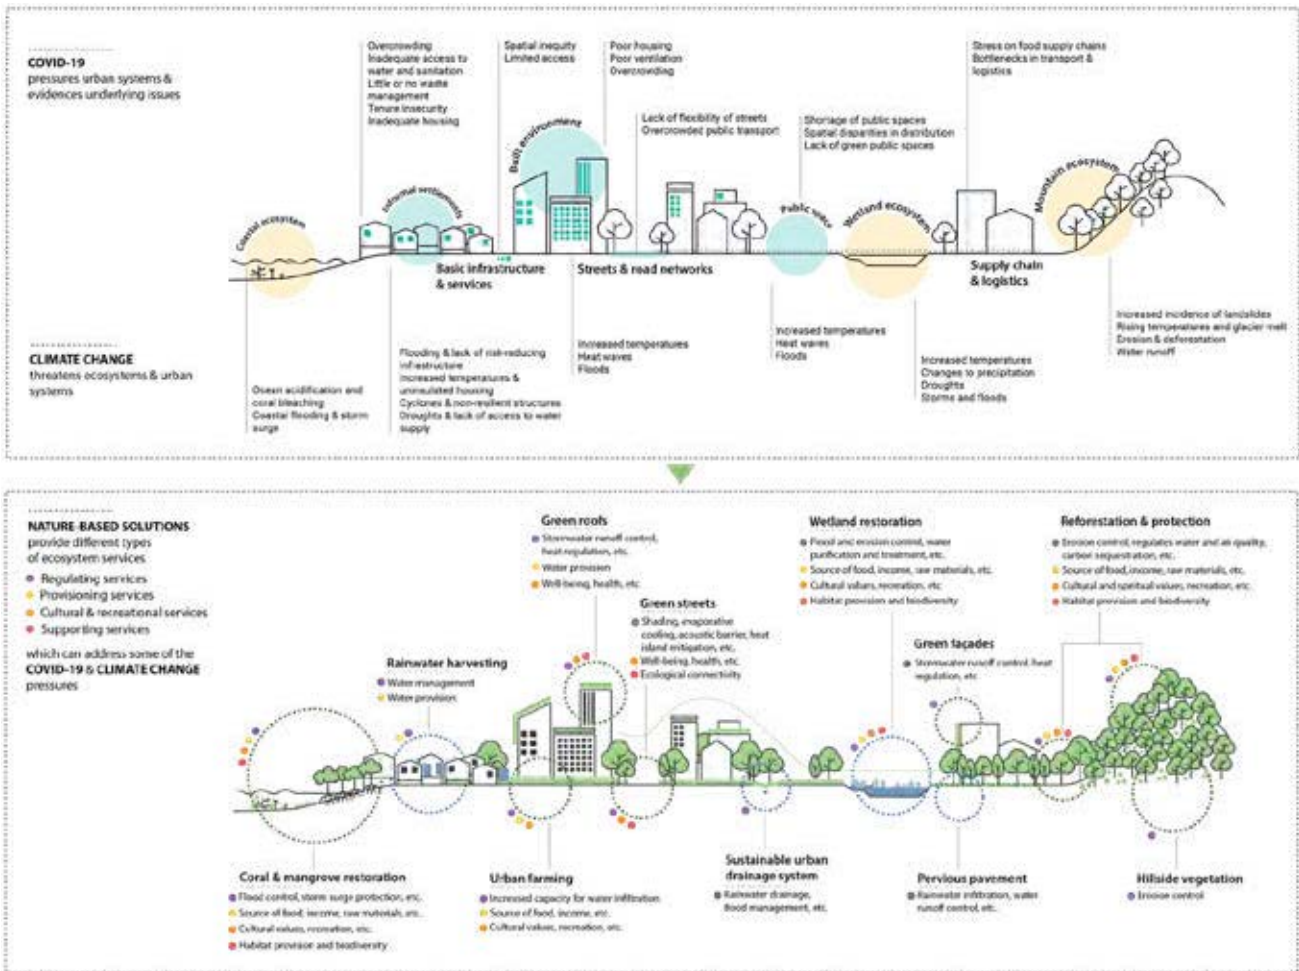 COVID-19
pressures urban systems &
evidences underlying issues
Overcrowding
Inadequate access to
water and sanitation
Little or no waste
management
Tenure insecurity
Inadequate housing
Spatial inequity
Limited access
Poor housing
Poor ventilation
Overcrowding
Lack of flexibility of streets
Overcrowded public transport
Shortage of public spaces
Spatial disparities in distribution
Lack of green public spaces
Stress on food supply chains
Bottlenecks in transport &
logistics
Coastal ecosystem
Informal settlements
Built environment
Public space
Wetland ecosystem
Mountain ecosystem
Basic infrastructure
& services
Streets & road networks
Supply chain
& logistics
CLIMATE CHANGE
threatens ecosystems & urban
systems
Ocean acidification and
coral bleaching
Coastal flooding & storm
surge
Flooding & lack of risk-reducing
infrastructure
Increased temperatures &
uninsulated housing
Cyclones & non-resilient structures
Droughts & lack of access to water
supply
Increased temperatures
Heat waves
Floods
Increased temperatures
Heat waves
Floods
Increased temperatures
Changes to precipitation
Droughts
Storms and floods
Increased incidence of landslides
Rising temperatures and glacier melt
Erosion & deforestation
Water runoff
NATURE-BASED SOLUTIONS
provide different types
of ecosystem services
Regulating services
Provisioning services
Cultural & recreational services
Supporting services
which can address some of the
COVID-19 & CLIMATE CHANGE
pressures
Rainwater harvesting
Water management
Water provision
Green roofs
Stormwater runoff control,
heat regulation, etc.
Water provision
Well-being, health, etc
Green streets
Shading, evaporative
cooling, acoustic barrier, heat
island mitigation, etc.
Well-being, health, etc.
Ecological connectivity
Wetland restoration
Flood and erosion control, water
purification and treatment, etc.
Source of food, income, raw materials, etc.
Cultural values, recreation, etc
Habitat provision and biodiversity
Green façades
Stormwater runoff control, heat
regulation, etc
Reforestation & protection
Erosion control, regulates water and air quality,
carbon sequestration, etc.
Source of food, income, raw materials, etc.
Cultural and spiritual values, recreation, etc.
Habitat provision and biodiversity
Coral & mangrove restoration
Flood control, storm surge protection, etc.
Source of food, income, raw materials, etc.
Cultural values, recreation, etc.
Habitat provision and biodiversity
Urban farming
Increased capacity for water infiltration
Source of food, income, etc.
Cultural values, recreation, etc.
Sustainable urban
drainage system
Rainwater drainage,
flood management, etc.
Pervious pavement
Rainwater infiltration, water
runoff control, etc.
Hillside vegetation
Erosion control